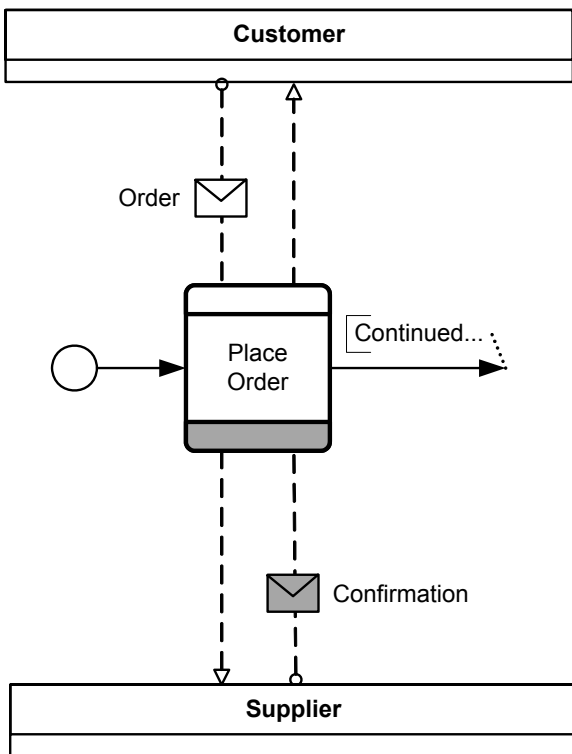 Customer
Order
Continued...
Place
Order
Confirmation
Supplier